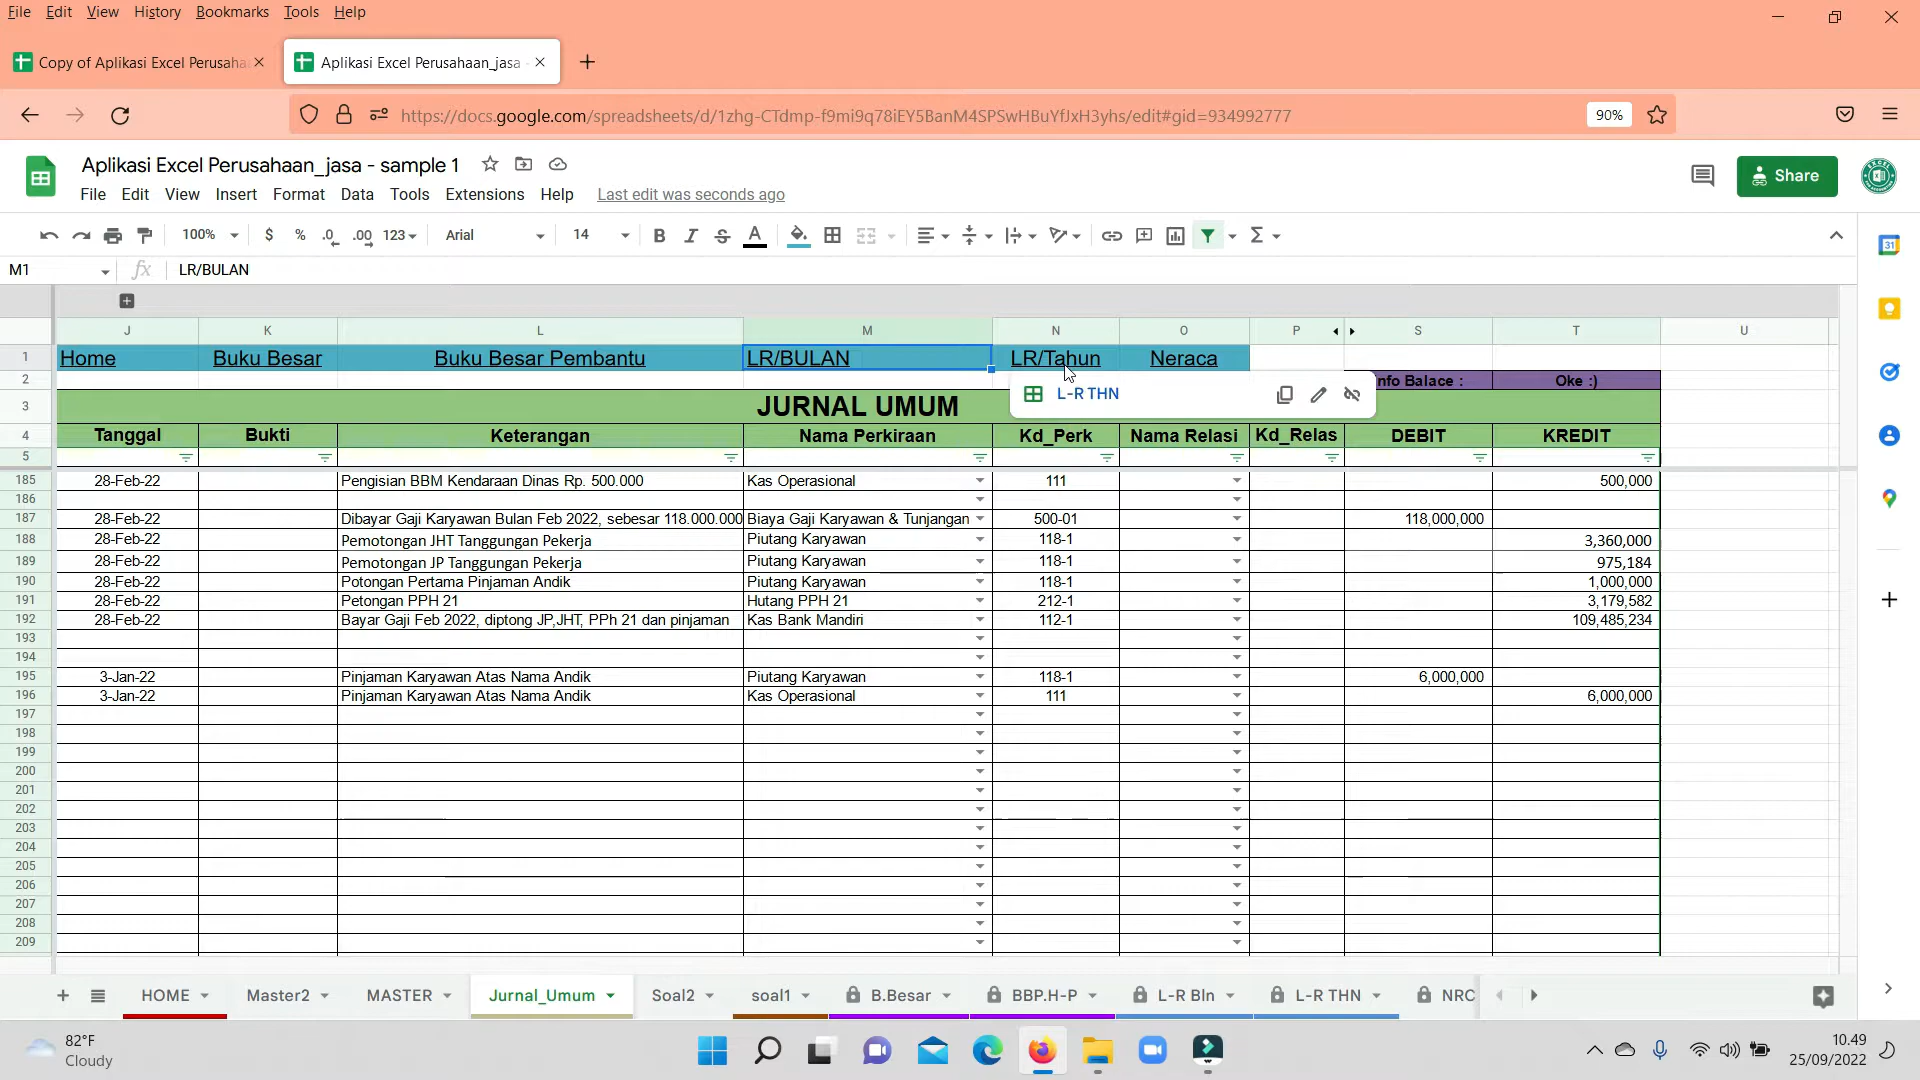 File Edit View History Bookmarks Tools Help
Copy of Aplikasi Excel Perusaha
Aplikasi Excel Perusahaan_jasa -
https://docs.google.com/spreadsheets/d/1zhg-CTdmp-f9mi9q78iEY5BanM4SPSwHBuYfJxH3yhs/edit#gid=934992777 90%
Aplikasi Excel Perusahaan_jasa - sample 1
Share
File Edit View Insert Format Data Tools Extensions Help Last edit was seconds ago
100% $ % .0 .00 123 Arial 14 B I S A Σ
M1 fx LR/BULAN
J K L M N O P S T U
1 Home Buku Besar Buku Besar Pembantu LR/BULAN LR/Tahun Neraca
2 nfo Balace : Oke :)
L-R THN
3 JURNAL UMUM
4 Tanggal Bukti Keterangan Nama Perkiraan Kd_Perk Nama Relasi Kd_Relas DEBIT KREDIT
5
185 28-Feb-22 Pengisian BBM Kendaraan Dinas Rp. 500.000 Kas Operasional 111 500,000
186
187 28-Feb-22 Dibayar Gaji Karyawan Bulan Feb 2022, sebesar 118.000.000 Biaya Gaji Karyawan & Tunjangan 500-01 118,000,000
188 28-Feb-22 Pemotongan JHT Tanggungan Pekerja Piutang Karyawan 118-1 3,360,000
189 28-Feb-22 Pemotongan JP Tanggungan Pekerja Piutang Karyawan 118-1 975,184
190 28-Feb-22 Potongan Pertama Pinjaman Andik Piutang Karyawan 118-1 1,000,000
191 28-Feb-22 Petongan PPH 21 Hutang PPH 21 212-1 3,179,582
192 28-Feb-22 Bayar Gaji Feb 2022, diptong JP,JHT, PPh 21 dan pinjaman Kas Bank Mandiri 112-1 109,485,234
193
194
195 3-Jan-22 Pinjaman Karyawan Atas Nama Andik Piutang Karyawan 118-1 6,000,000
196 3-Jan-22 Pinjaman Karyawan Atas Nama Andik Kas Operasional 111 6,000,000
197
198
199
200
201
202
203
204
205
206
207
208
209
HOME Master2 MASTER Jurnal_Umum Soal2 soal1 B.Besar BBP.H-P L-R Bln L-R THN NRC
82°F
Cloudy
10.49
25/09/2022